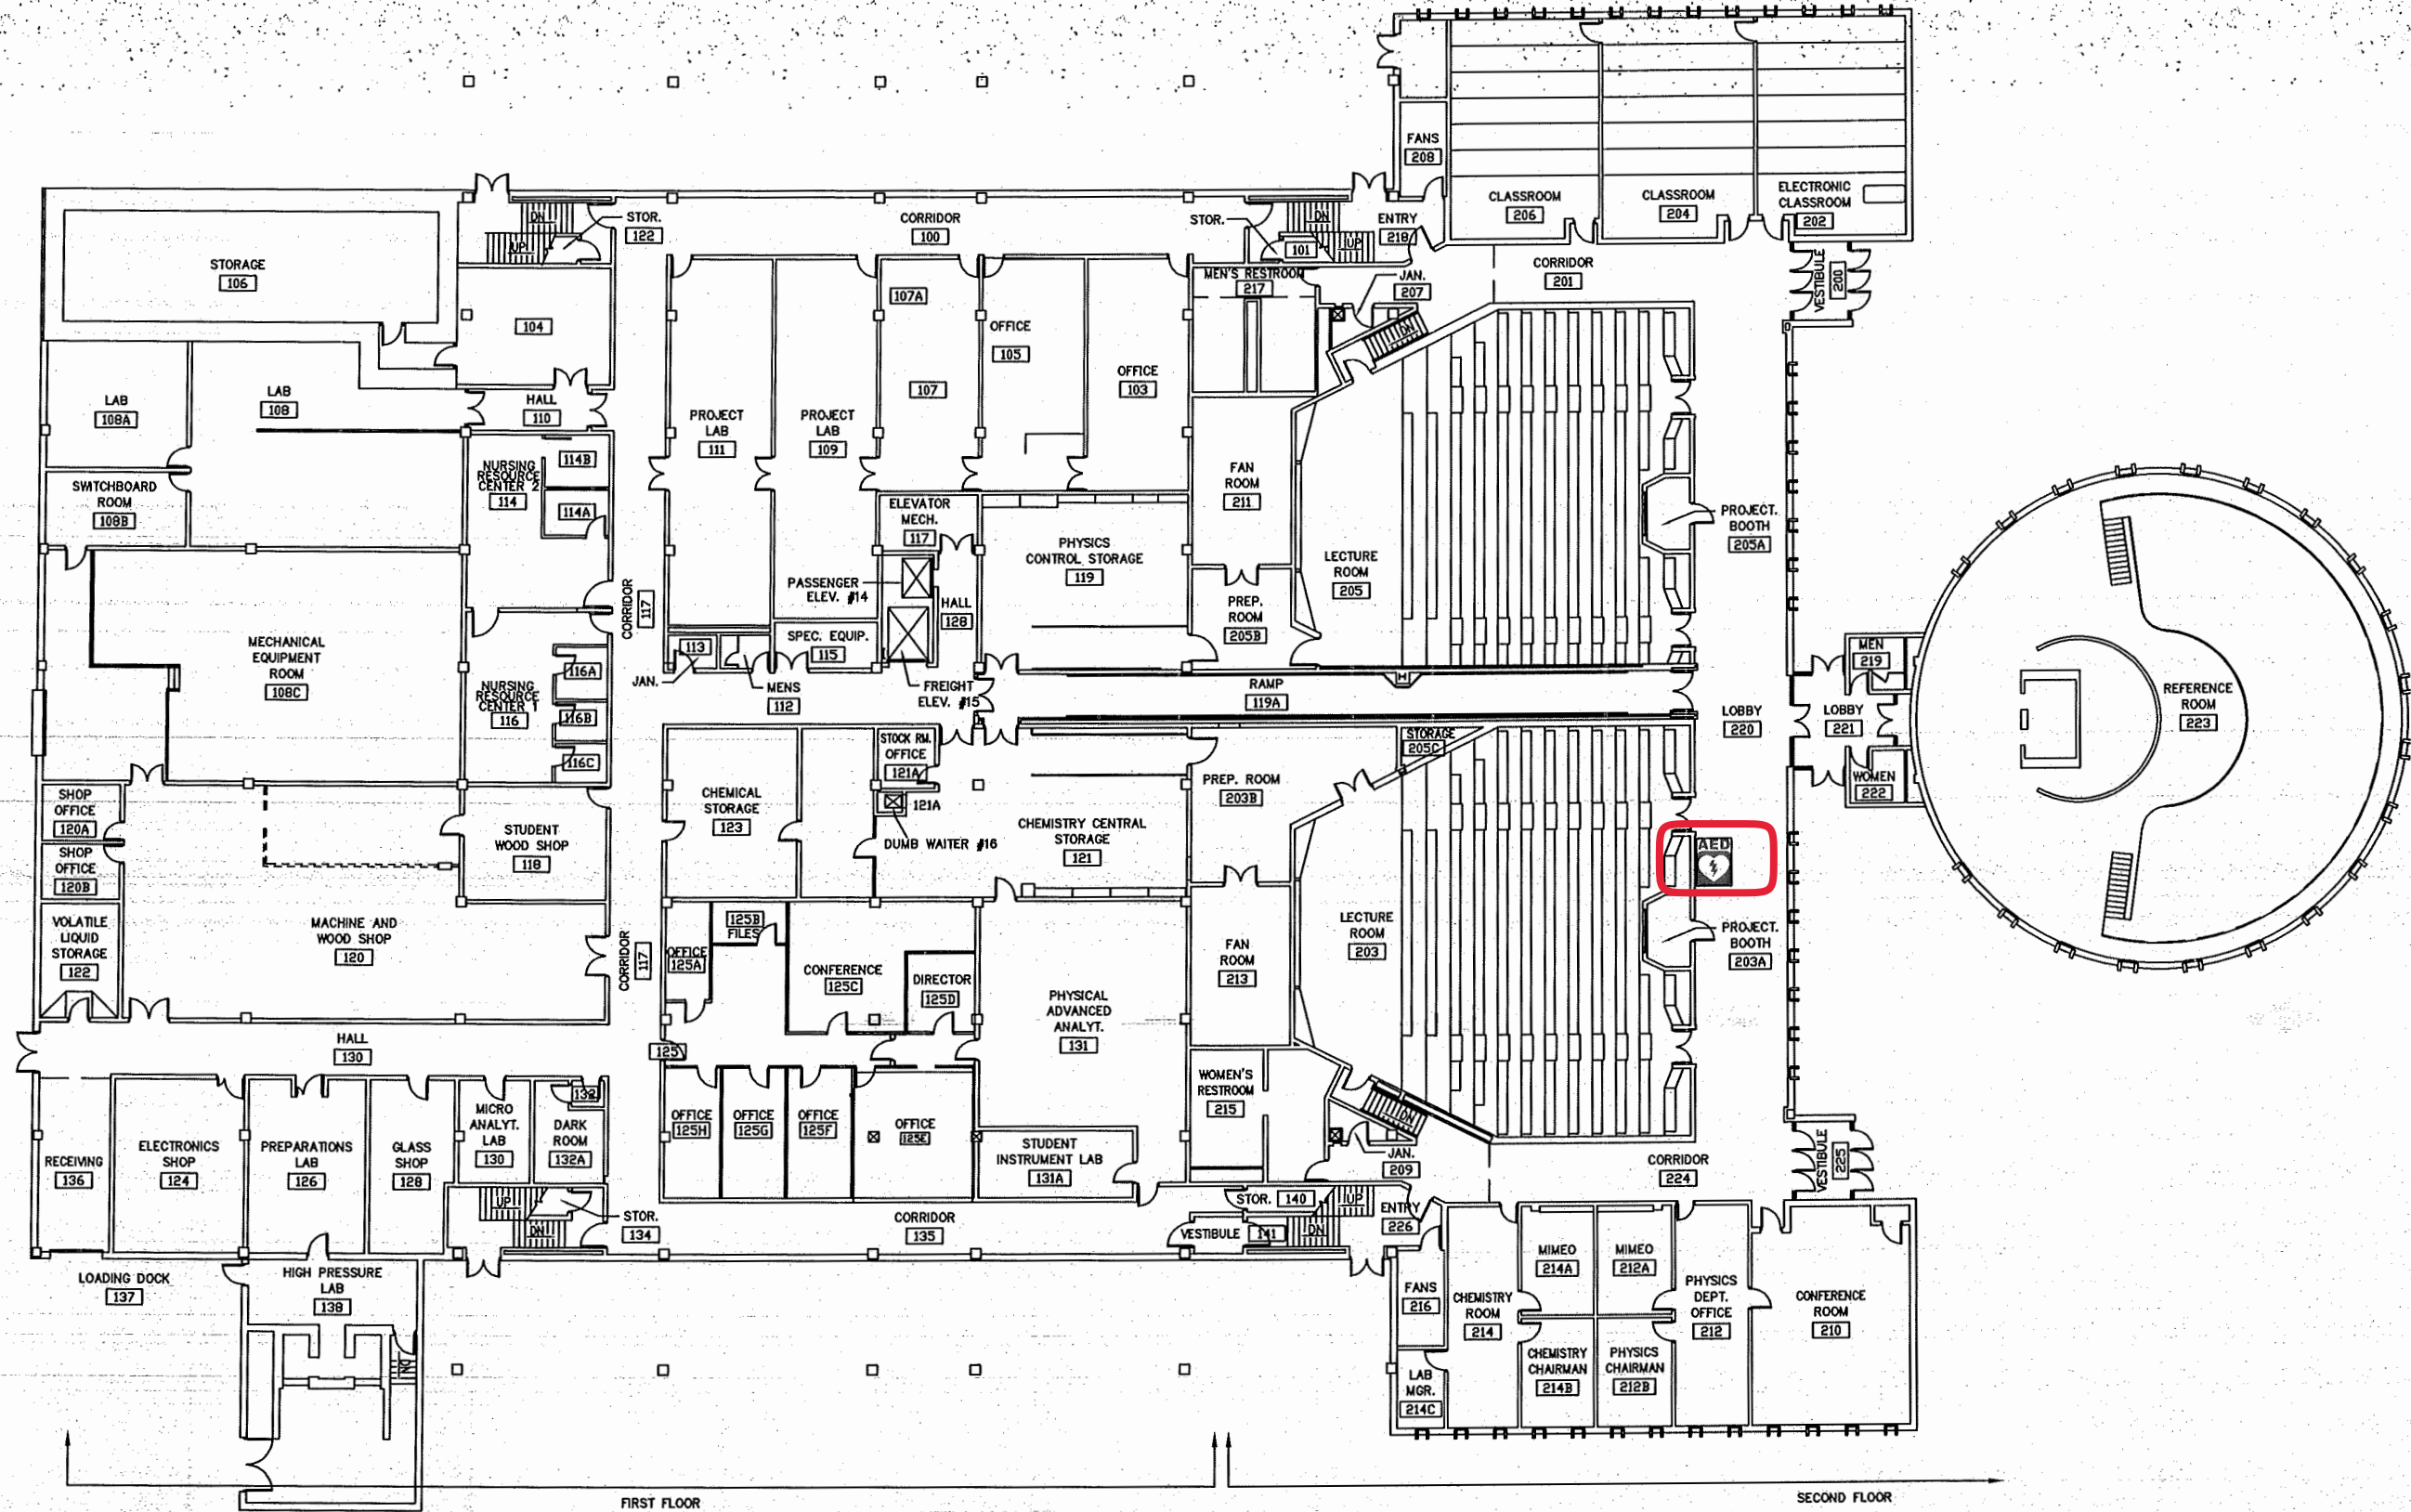 FANS
208
CLASSROOM
206
CLASSROOM
204
ELECTRONIC
CLASSROOM
202
DN
UP
STOR.
122
CORRIDOR
100
STOR.
101
DN
UP
ENTRY
218
STORAGE
106
104
MEN'S RESTROOM
217
JAN.
207
DN
CORRIDOR
201
VESTIBULE
200
107A
OFFICE
105
OFFICE
103
107
LAB
108A
LAB
108
HALL
110
PROJECT
LAB
111
PROJECT
LAB
109
NURSING
RESOURCE
CENTER 2
114
114B
114A
SWITCHBOARD
ROOM
108B
FAN
ROOM
211
ELEVATOR
MECH.
117
PHYSICS
CONTROL STORAGE
119
LECTURE
ROOM
205
PROJECT.
BOOTH
205A
PASSENGER
ELEV. #14
HALL
128
CORRIDOR
117
PREP.
ROOM
205B
MECHANICAL
EQUIPMENT
ROOM
108C
113
SPEC. EQUIP.
115
JAN.
MENS
112
FREIGHT
ELEV. #15
116A
NURSING
RESOURCE
CENTER 1
116
116B
116C
H
RAMP
119A
LOBBY
220
LOBBY
221
MEN
219
WOMEN
222
REFERENCE
ROOM
223
STOCK RM.
OFFICE
121A
STORAGE
205C
PREP. ROOM
203B
SHOP
OFFICE
120A
CHEMICAL
STORAGE
123
121A
DUMB WAITER #16
CHEMISTRY CENTRAL
STORAGE
121
STUDENT
WOOD SHOP
118
SHOP
OFFICE
120B
AED
VOLATILE
LIQUID
STORAGE
122
MACHINE AND
WOOD SHOP
120
CORRIDOR
117
OFFICE
125A
125B
FILES
CONFERENCE
125C
DIRECTOR
125D
FAN
ROOM
213
LECTURE
ROOM
203
PROJECT.
BOOTH
203A
PHYSICAL
ADVANCED
ANALYT.
131
HALL
130
125
WOMEN'S
RESTROOM
215
DN
132
RECEIVING
136
ELECTRONICS
SHOP
124
PREPARATIONS
LAB
126
GLASS
SHOP
128
MICRO
ANALYT.
LAB
130
DARK
ROOM
132A
OFFICE
125H
OFFICE
125G
OFFICE
125F
OFFICE
125E
STUDENT
INSTRUMENT LAB
131A
JAN.
209
CORRIDOR
224
VESTIBULE
225
UP
DN
STOR.
134
CORRIDOR
135
STOR. 140
UP
VESTIBULE
141
DN
ENTRY
226
LOADING DOCK
137
HIGH PRESSURE
LAB
138
DN
FANS
216
CHEMISTRY
ROOM
214
MIMEO
214A
MIMEO
212A
PHYSICS
DEPT.
OFFICE
212
CONFERENCE
ROOM
210
LAB
MGR.
214C
CHEMISTRY
CHAIRMAN
214B
PHYSICS
CHAIRMAN
212B
FIRST FLOOR
SECOND FLOOR